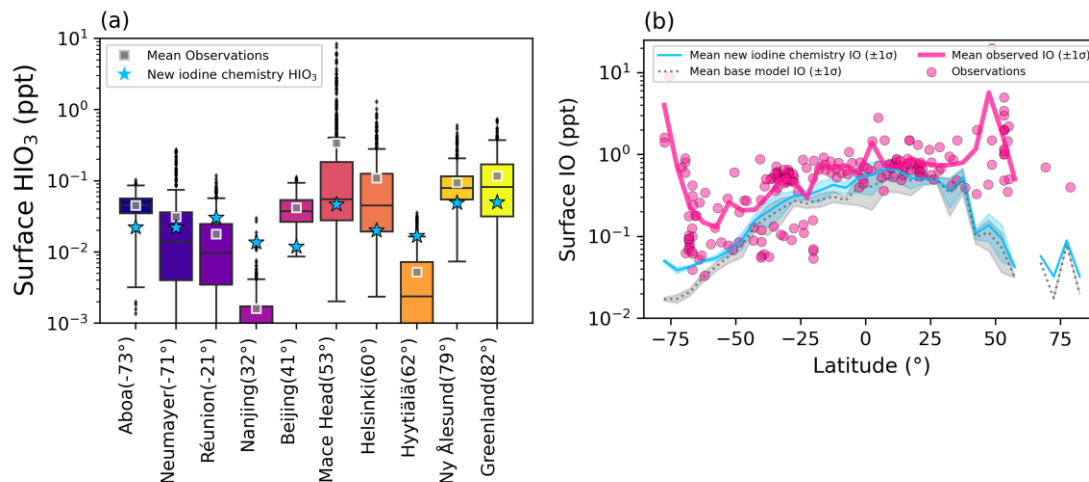 (a)
Surface HIO₃ (ppt)
10¹
10⁰
10⁻¹
10⁻²
10⁻³
Mean Observations
New iodine chemistry HIO₃
Aboa(-73°)
Neumayer(-71°)
Réunion(-21°)
Nanjing(32°)
Beijing(41°)
Mace Head(53°)
Helsinki(60°)
Hyytiälä(62°)
Ny Ålesund(79°)
Greenland(82°)
(b)
Surface IO (ppt)
10¹
10⁰
10⁻¹
10⁻²
Mean new iodine chemistry IO (±1σ)
Mean base model IO (±1σ)
Mean observed IO (±1σ)
Observations
−75 −50 −25 0 25 50 75
Latitude (°)